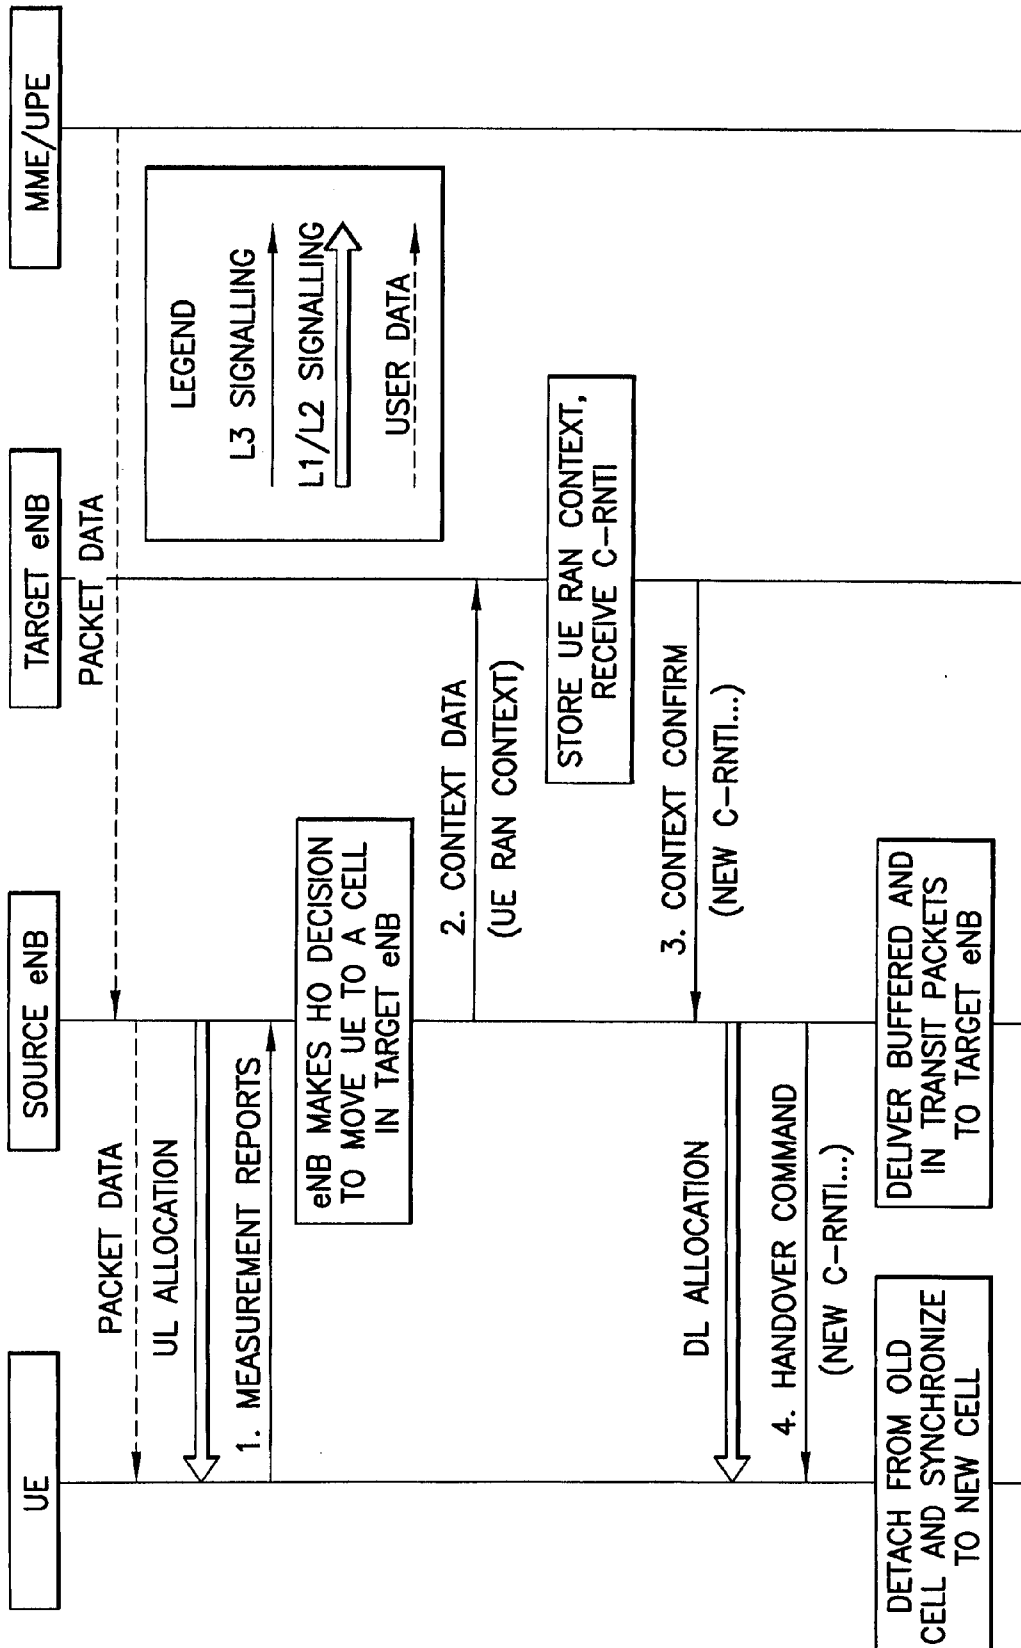 UE
SOURCE eNB
TARGET eNB
MME/UPE
PACKET DATA
PACKET DATA
UL ALLOCATION
1. MEASUREMENT REPORTS
LEGEND
L3 SIGNALLING
L1/L2 SIGNALLING
USER DATA
eNB MAKES HO DECISION
TO MOVE UE TO A CELL
IN TARGET eNB
2. CONTEXT DATA
(UE RAN CONTEXT)
STORE UE RAN CONTEXT,
RECEIVE C-RNTI
3. CONTEXT CONFIRM
(NEW C-RNTI...)
DL ALLOCATION
4. HANDOVER COMMAND
(NEW C-RNTI...)
DETACH FROM OLD
CELL AND SYNCHRONIZE
TO NEW CELL
DELIVER BUFFERED AND
IN TRANSIT PACKETS
TO TARGET eNB